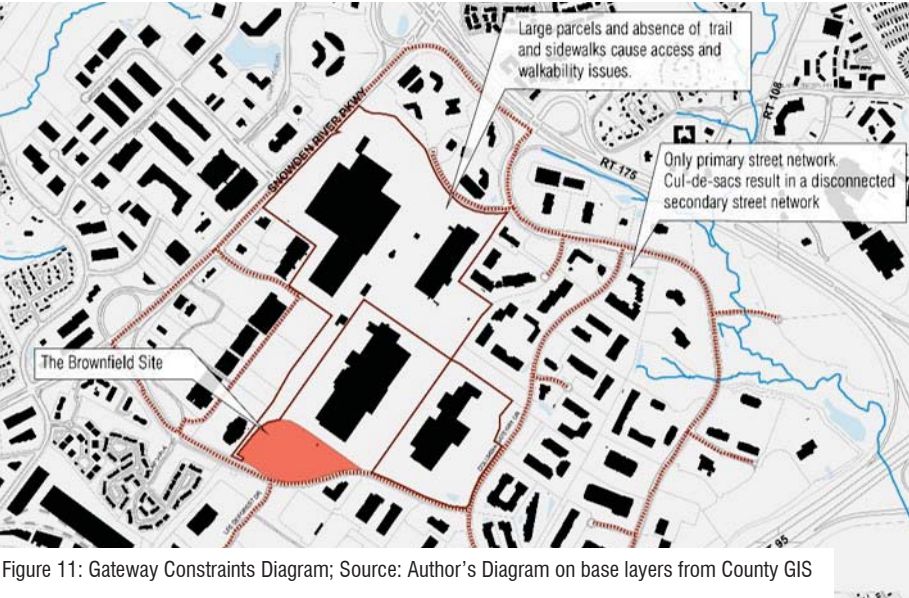 Large parcels and absence of trail
and sidewalks cause access and
walkability issues.
RT 108
SNOWDEN RIVER PKWY
RT 175
Only primary street network.
Cul-de-sacs result in a disconnected
secondary street network
The Brownfield Site
95
Figure 11: Gateway Constraints Diagram; Source: Author's Diagram on base layers from County GIS